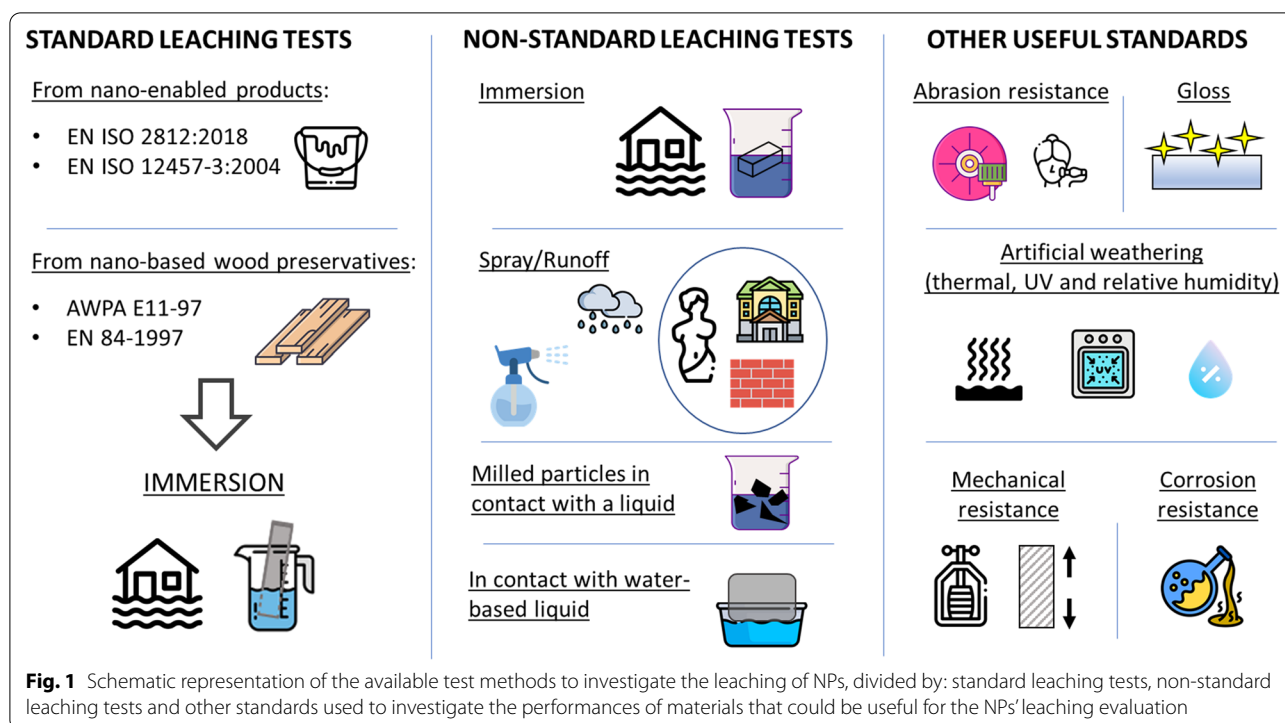 STANDARD LEACHING TESTS
From nano-enabled products:
• EN ISO 2812:2018
• EN ISO 12457-3:2004
From nano-based wood preservatives:
• AWPA E11-97
• EN 84-1997
IMMERSION
NON-STANDARD LEACHING TESTS
Immersion
Spray/Runoff
Milled particles in
contact with a liquid
In contact with water-
based liquid
OTHER USEFUL STANDARDS
Abrasion resistance
Gloss
Artificial weathering
(thermal, UV and relative humidity)
UV
%
Mechanical
resistance
Corrosion
resistance
Fig. 1 Schematic representation of the available test methods to investigate the leaching of NPs, divided by: standard leaching tests, non-standard
leaching tests and other standards used to investigate the performances of materials that could be useful for the NPs’ leaching evaluation